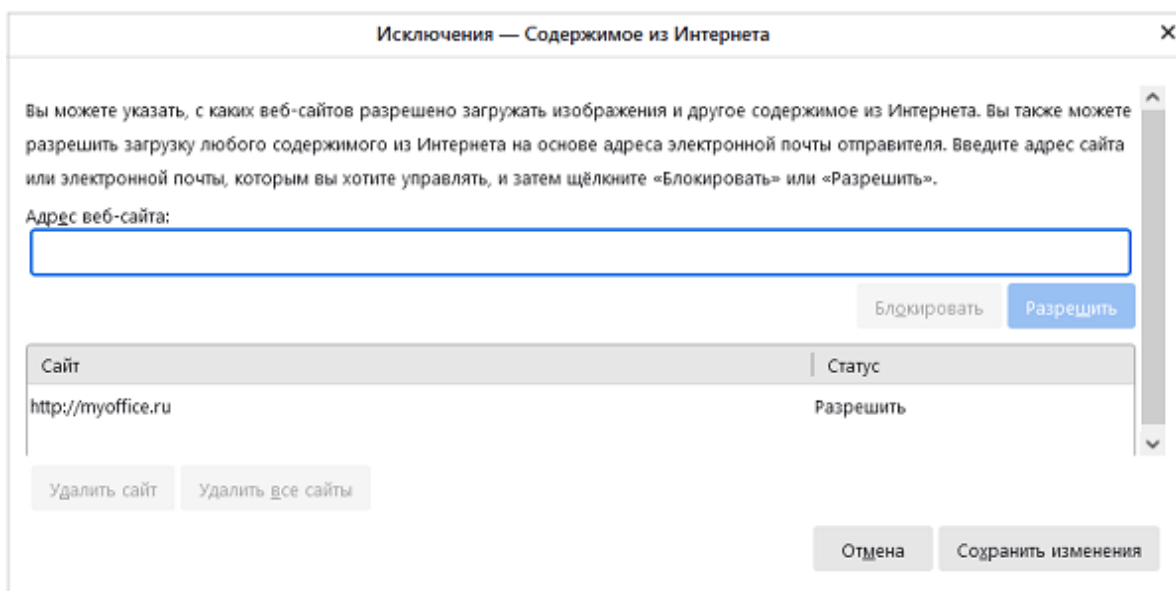 Исключения — Содержимое из Интернета
Вы можете указать, с каких веб-сайтов разрешено загружать изображения и другое содержимое из Интернета. Вы также можете
разрешить загрузку любого содержимого из Интернета на основе адреса электронной почты отправителя. Введите адрес сайта
или электронной почты, которым вы хотите управлять, и затем щёлкните «Блокировать» или «Разрешить».
Адрес веб-сайта:
Блокировать Разрешить
Сайт Статус
http://myoffice.ru Разрешить
Удалить сайт Удалить все сайты
Отмена Сохранить изменения